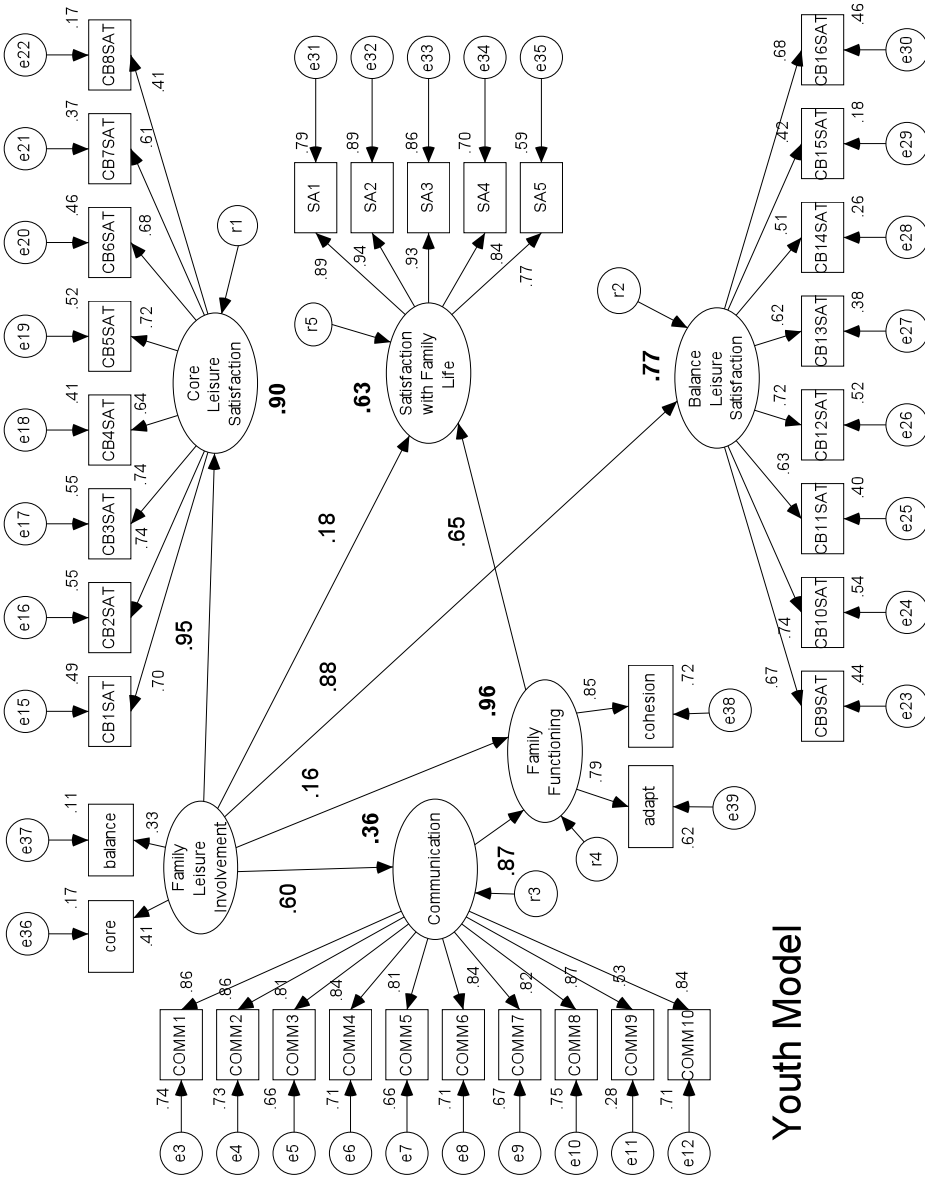 e36
e37
e15
e16
e17
e18
e19
e20
e21
e22
.17
.11
.49
.55
.55
.41
.52
.46
.37
.17
core
balance
CB1SAT
CB2SAT
CB3SAT
CB4SAT
CB5SAT
CB6SAT
CB7SAT
CB8SAT
.41
.33
.70
.74
.74
.64
.72
.68
.61
.41
Family
Leisure
Involvement
.95
Core
Leisure
Satisfaction
.90
r1
e3
e4
e5
e6
e7
e8
e9
e10
e11
e12
.74
.73
.66
.71
.66
.71
.67
.75
.28
.71
COMM1
COMM2
COMM3
COMM4
COMM5
COMM6
COMM7
COMM8
COMM9
COMM10
.86
.86
.81
.84
.81
.84
.82
.87
.53
.84
.60
.16
.88
.18
Communication
.36
r3
.87
Family
Functioning
.96
r4
.65
.79
.85
adapt
cohesion
.62
.72
e39
e38
Satisfaction
with Family
Life
.63
r5
.89
.94
.93
.84
.77
SA1
SA2
SA3
SA4
SA5
.79
.89
.86
.70
.59
e31
e32
e33
e34
e35
.77
r2
Balance
Leisure
Satisfaction
.67
.74
.63
.72
.62
.51
.42
.68
CB9SAT
CB10SAT
CB11SAT
CB12SAT
CB13SAT
CB14SAT
CB15SAT
CB16SAT
.44
.54
.40
.52
.38
.26
.18
.46
e23
e24
e25
e26
e27
e28
e29
e30
Youth Model